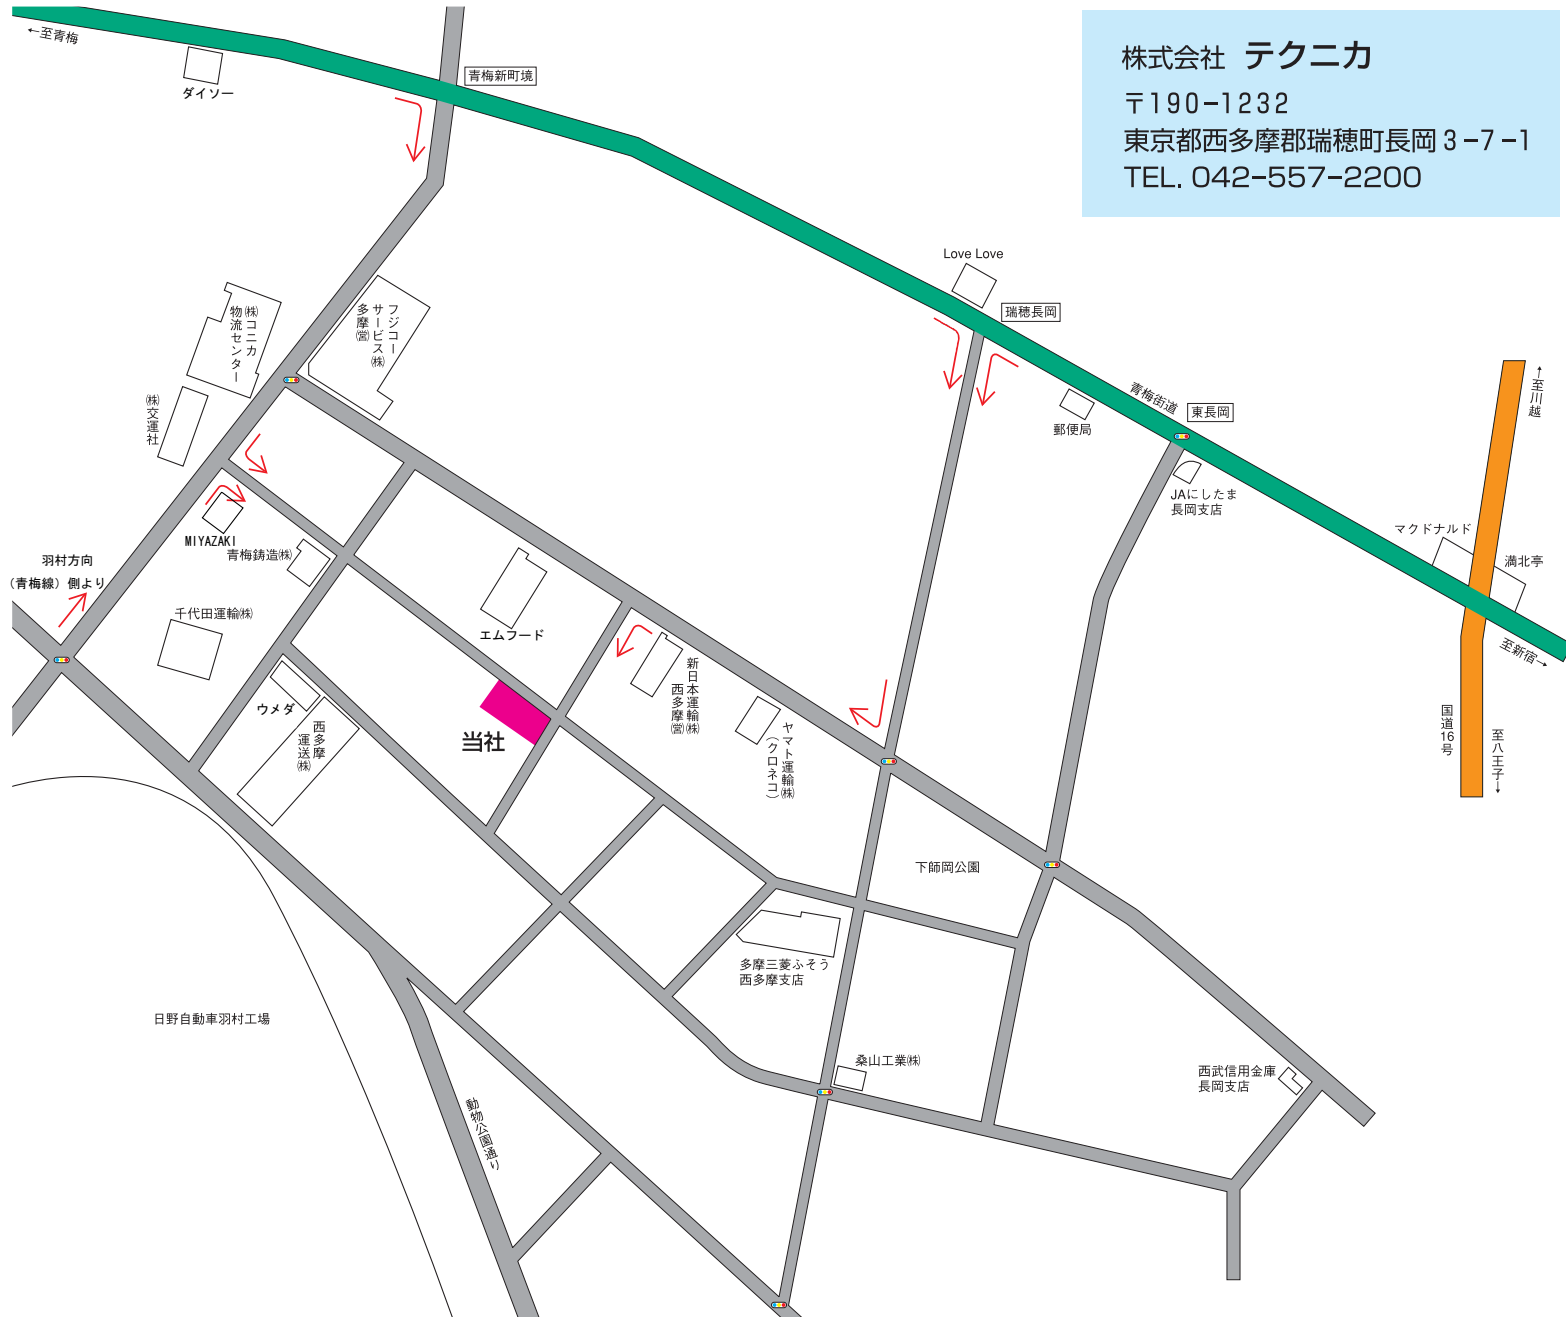 ←至青梅
ダイソー
青梅新町境
株式会社 テクニカ
〒190-1232
東京都西多摩郡瑞穂町長岡3-7-1
TEL. 042-557-2200
Love Love
瑞穂長岡
㈱コニカ
物流センター
フジコー
サービス㈱
多摩㊂
㈱交運社
青梅街道
東長岡
郵便局
←至川越
JAにしたま
長岡支店
マクドナルド
満北亭
至新宿→
MIYAZAKI
青梅鋳造㈱
羽村方向
(青梅線)側より
千代田運輸㈱
エムフード
新日本運輸㈱
西多摩㊂
ウメダ
西多摩
運送㈱
当社
ヤマト運輸㈱
(クロネコ)
国道16号
至八王子→
下師岡公園
多摩三菱ふそう
西多摩支店
日野自動車羽村工場
桑山工業㈱
西武信用金庫
長岡支店
動物公園通り